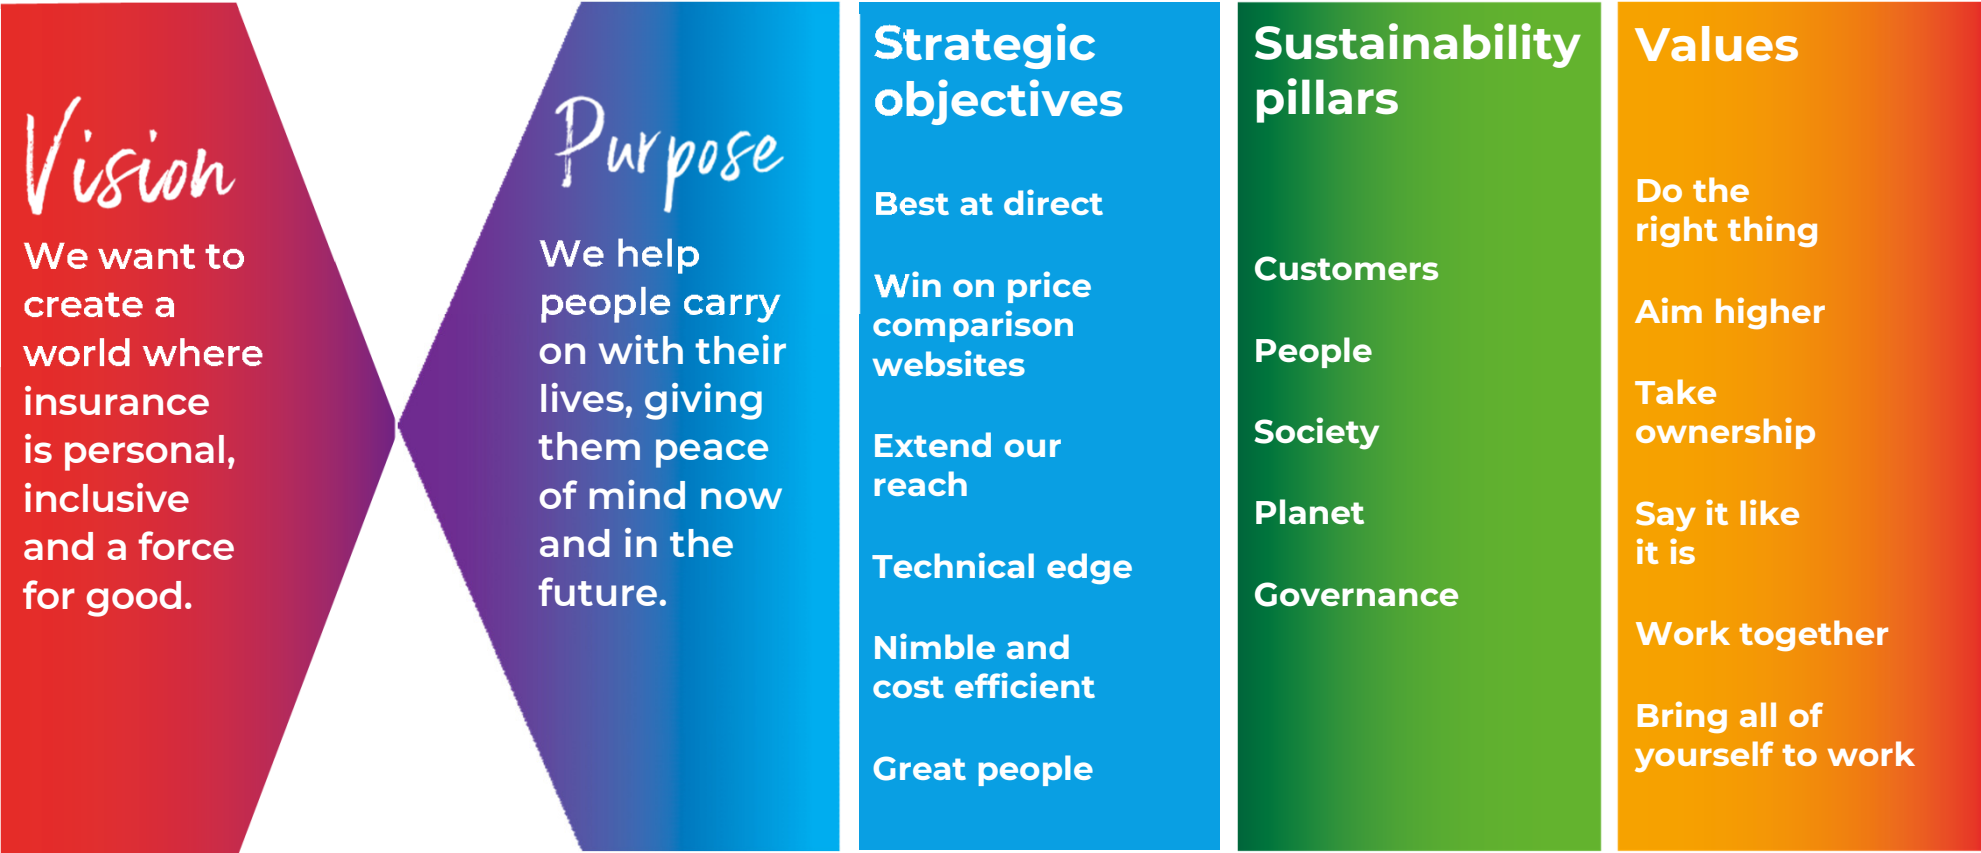 Vision
We want to
create a
world where
insurance
is personal,
inclusive
and a force
for good.
Purpose
We help
people carry
on with their
lives, giving
them peace
of mind now
and in the
future.
Strategic
objectives
Best at direct
Win on price
comparison
websites
Extend our
reach
Technical edge
Nimble and
cost efficient
Great people
Sustainability
pillars
Customers
People
Society
Planet
Governance
Values
Do the
right thing
Aim higher
Take
ownership
Say it like
it is
Work together
Bring all of
yourself to work